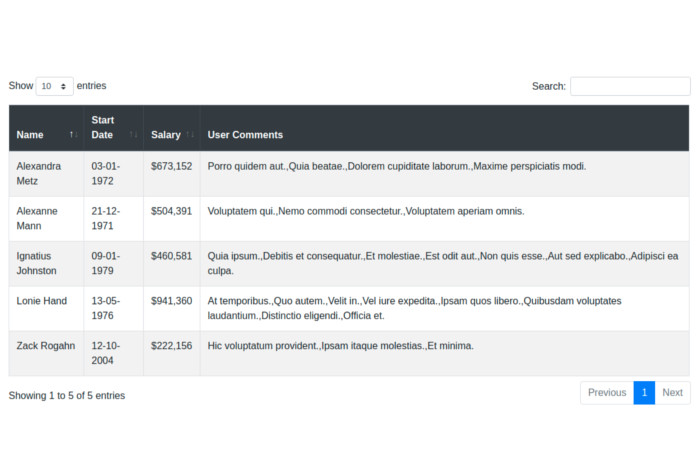 Show 10 entries
Search:
Name ↑↓ Start Date ↑↓ Salary ↑↓ User Comments
Alexandra Metz 03-01-1972 $673,152 Porro quidem aut.,Quia beatae.,Dolorem cupiditate laborum.,Maxime perspiciatis modi.
Alexanne Mann 21-12-1971 $504,391 Voluptatem qui.,Nemo commodi consectetur.,Voluptatem aperiam omnis.
Ignatius Johnston 09-01-1979 $460,581 Quia ipsum.,Debitis et consequatur.,Et molestiae.,Est odit aut.,Non quis esse.,Aut sed explicabo.,Adipisci ea culpa.
Lonie Hand 13-05-1976 $941,360 At temporibus.,Quo autem.,Velit in.,Vel iure expedita.,Ipsam quos libero.,Quibusdam voluptates laudantium.,Distinctio eligendi.,Officia et.
Zack Rogahn 12-10-2004 $222,156 Hic voluptatum provident.,Ipsam itaque molestias.,Et minima.
Showing 1 to 5 of 5 entries
Previous 1 Next